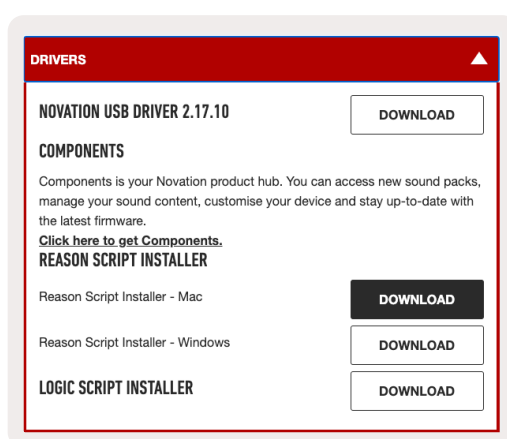 DRIVERS
NOVATION USB DRIVER 2.17.10
DOWNLOAD
COMPONENTS
Components is your Novation product hub. You can access new sound packs,
manage your sound content, customise your device and stay up-to-date with
the latest firmware.
Click here to get Components.
REASON SCRIPT INSTALLER
Reason Script Installer - Mac
DOWNLOAD
Reason Script Installer - Windows
DOWNLOAD
LOGIC SCRIPT INSTALLER
DOWNLOAD